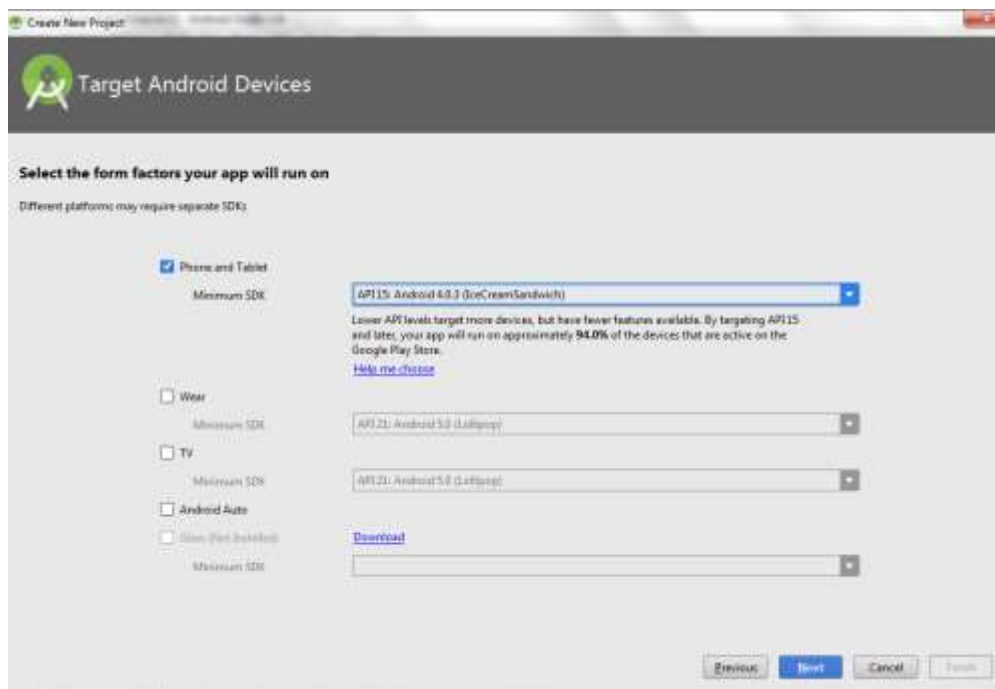 Create New Project
Target Android Devices
Select the form factors your app will run on
Different platforms may require separate SDKs
Phone and Tablet
Minimum SDK
API 15: Android 4.0.3 (IceCreamSandwich)
Lower API levels target more devices, but have fewer features available. By targeting API 15
and later, your app will run on approximately 94.0% of the devices that are active on the
Google Play Store.
Help me choose
Wear
Minimum SDK
API 21: Android 5.0 (Lollipop)
TV
Minimum SDK
API 21: Android 5.0 (Lollipop)
Android Auto
Glass (Not Installed)
Download
Minimum SDK
Previous
Next
Cancel
Finish